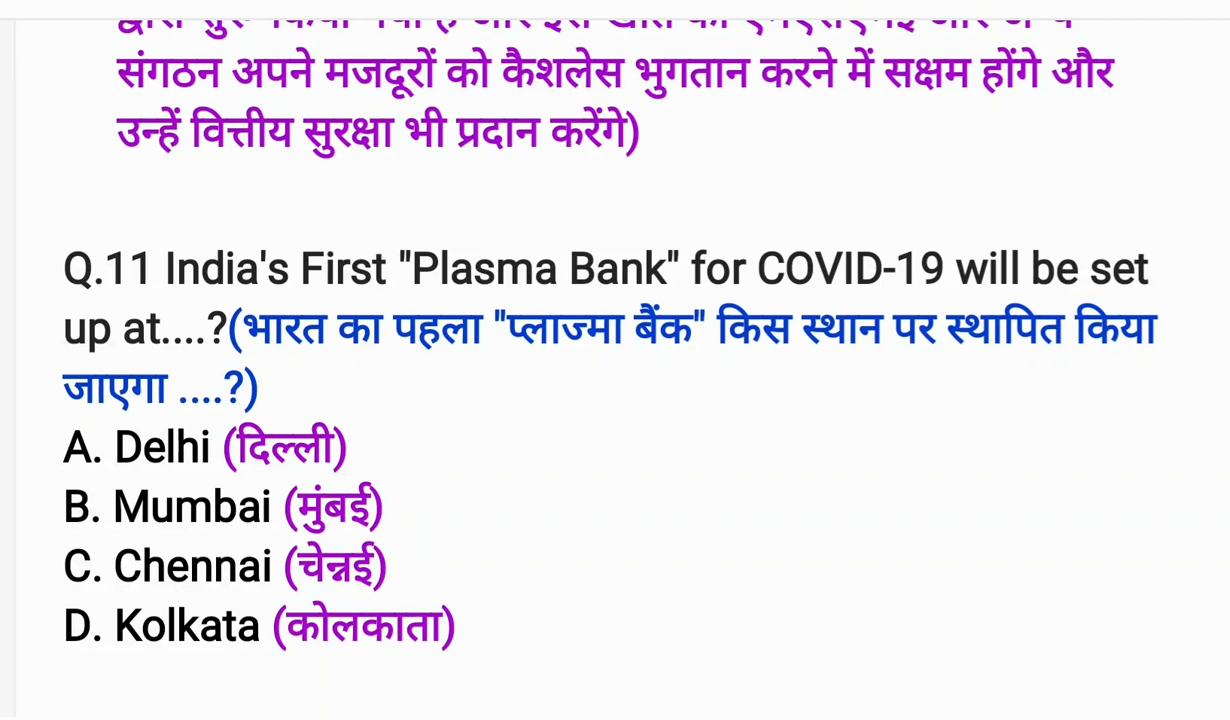 संगठन अपने मजदूरों को कैशलेस भुगतान करने में सक्षम होंगे और
उन्हें वित्तीय सुरक्षा भी प्रदान करेंगे)
Q.11 India's First "Plasma Bank" for COVID-19 will be set
up at....?(भारत का पहला "प्लाज्मा बैंक" किस स्थान पर स्थापित किया
जाएगा ....?)
A. Delhi (दिल्ली)
B. Mumbai (मुंबई)
C. Chennai (चेन्नई)
D. Kolkata (कोलकाता)